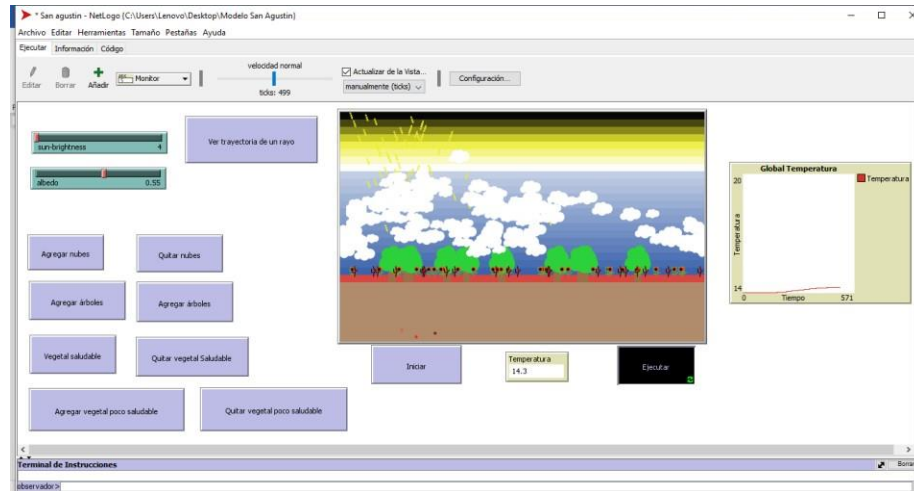 * San agustin - NetLogo {C:\Users\Lenovo\Desktop\Modelo San Agustin}
Archivo Editar Herramientas Tamaño Pestañas Ayuda
Ejecutar Información Código
Editar Borrar Añadir Monitor
velocidad normal
ticks: 499
Actualizar de la Vista...
manualmente (ticks)
Configuración...
sun-brightness 4
albedo 0.55
Ver trayectoria de un rayo
Agregar nubes
Quitar nubes
Agregar árboles
Agregar árboles
Vegetal saludable
Quitar vegetal Saludable
Agregar vegetal poco saludable
Quitar vegetal poco saludable
Iniciar
Temperatura
14.3
Ejecutar
Global Temperatura
20
Temperatura
14
0 Tiempo 571
Temperatura
Terminal de Instrucciones
Borrar
observador>